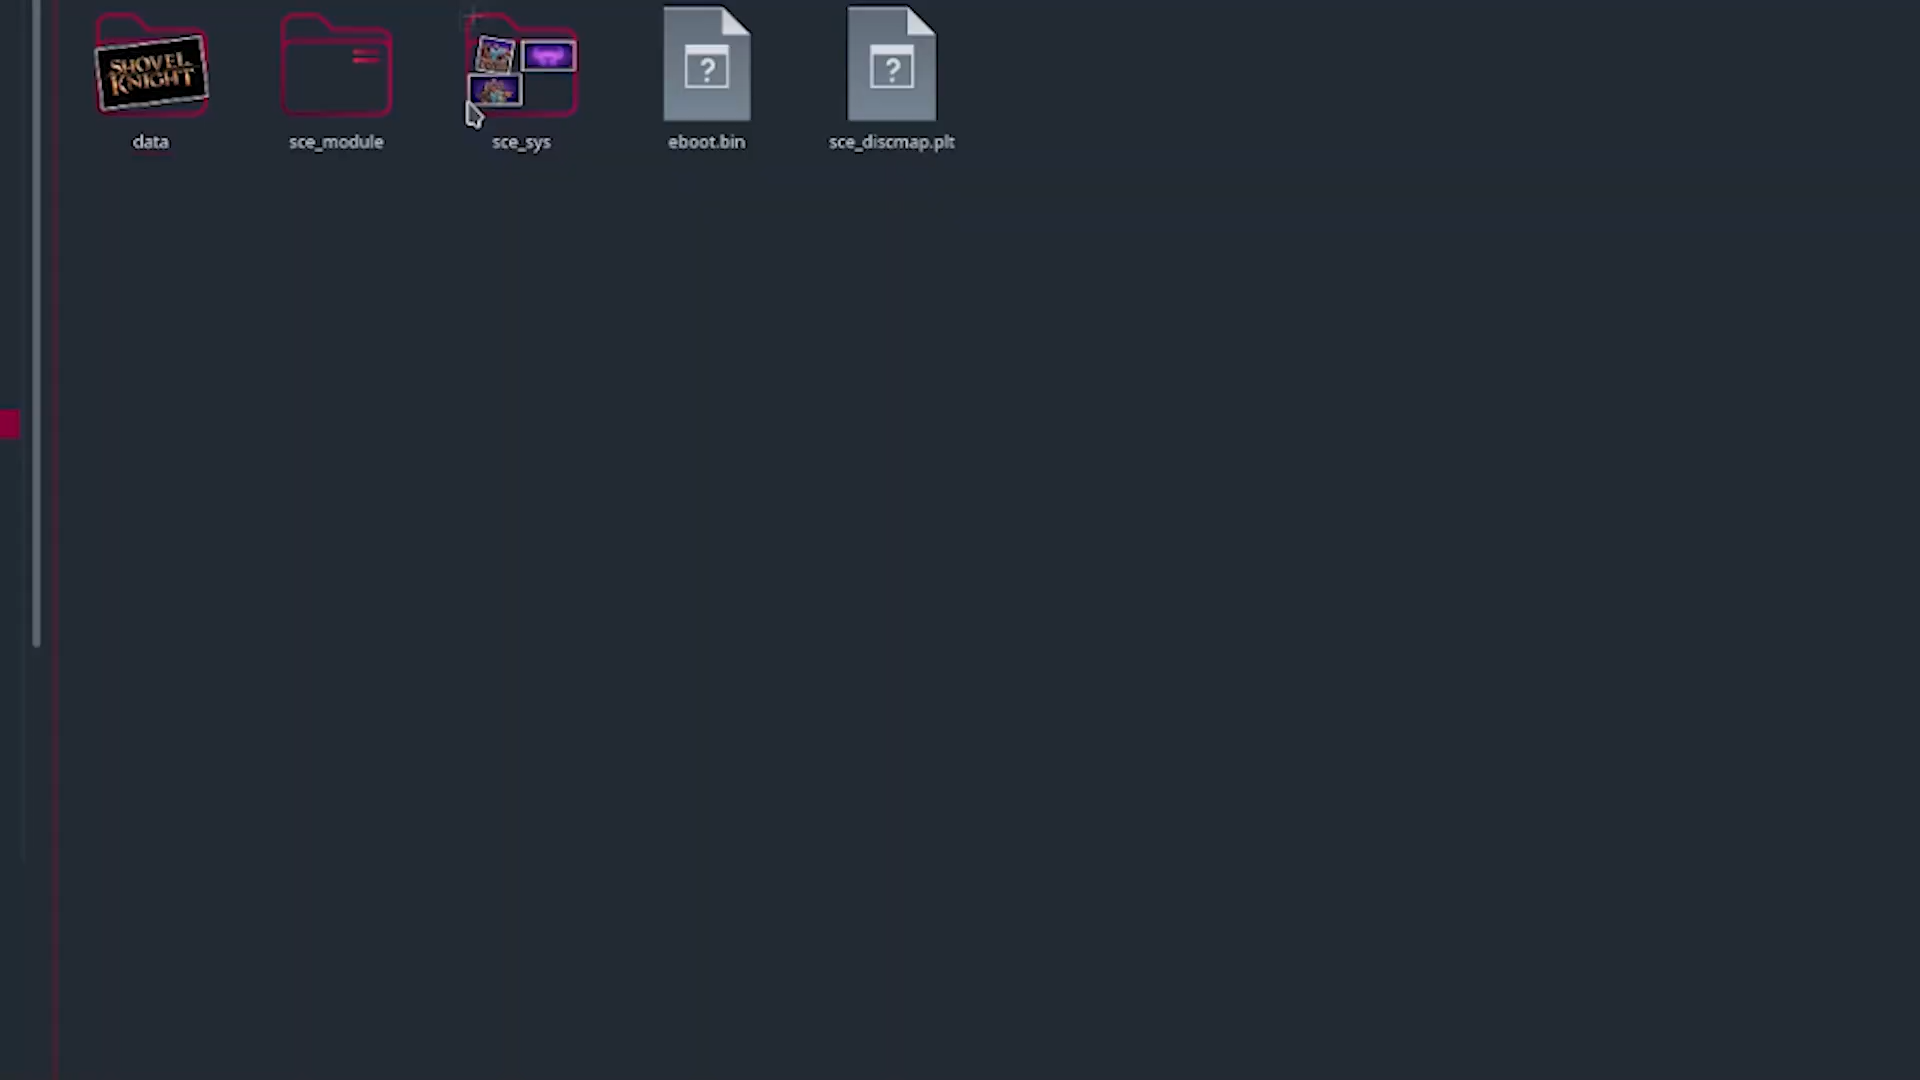 SHOVEL
KNIGHT
data
sce_module
sce_sys
eboot.bin
sce_discmap.plt
?
?